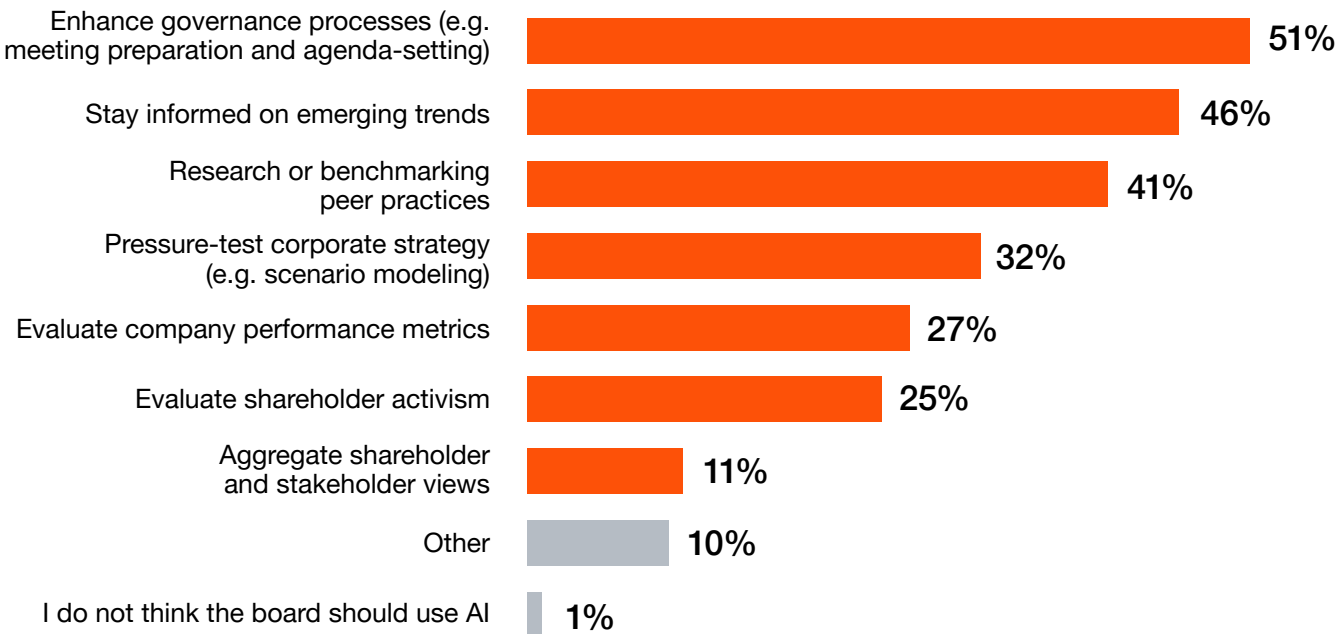 Enhance governance processes (e.g.
meeting preparation and agenda-setting)
51%
Stay informed on emerging trends
46%
Research or benchmarking
peer practices
41%
Pressure-test corporate strategy
(e.g. scenario modeling)
32%
Evaluate company performance metrics
27%
Evaluate shareholder activism
25%
Aggregate shareholder
and stakeholder views
11%
Other
10%
I do not think the board should use AI
1%